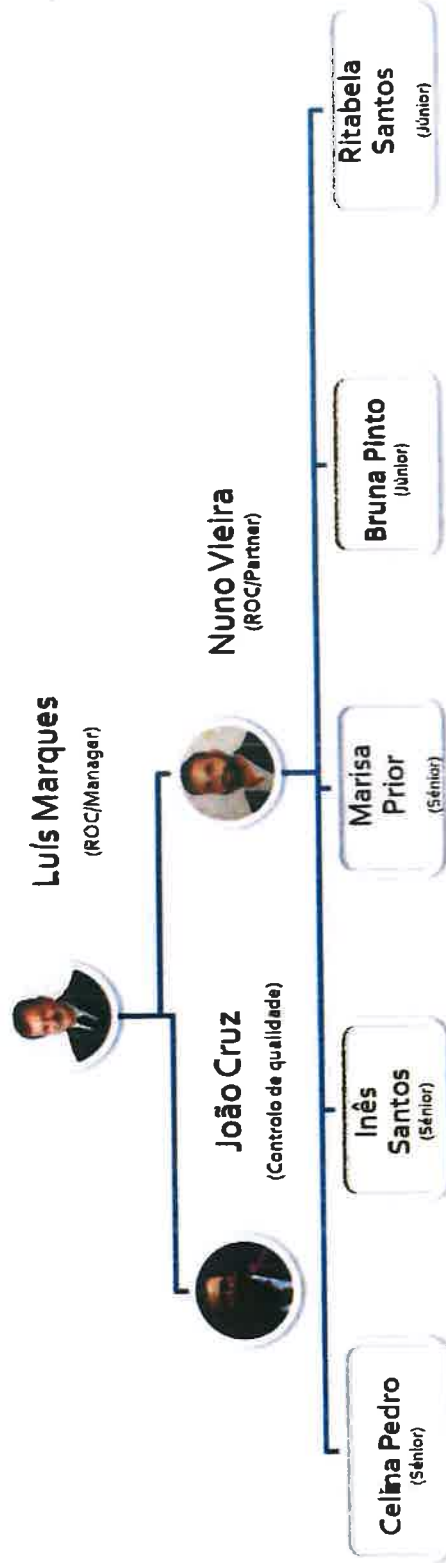 Luís Marques
(ROC/Manager)
João Cruz
(Controlo de qualidade)
Nuno Vieira
(ROC/Partner)
Celina Pedro
(Sénior)
Inês
Santos
(Sénior)
Marisa
Prior
(Sénior)
Bruna Pinto
(Júnior)
Ritabela
Santos
(Júnior)